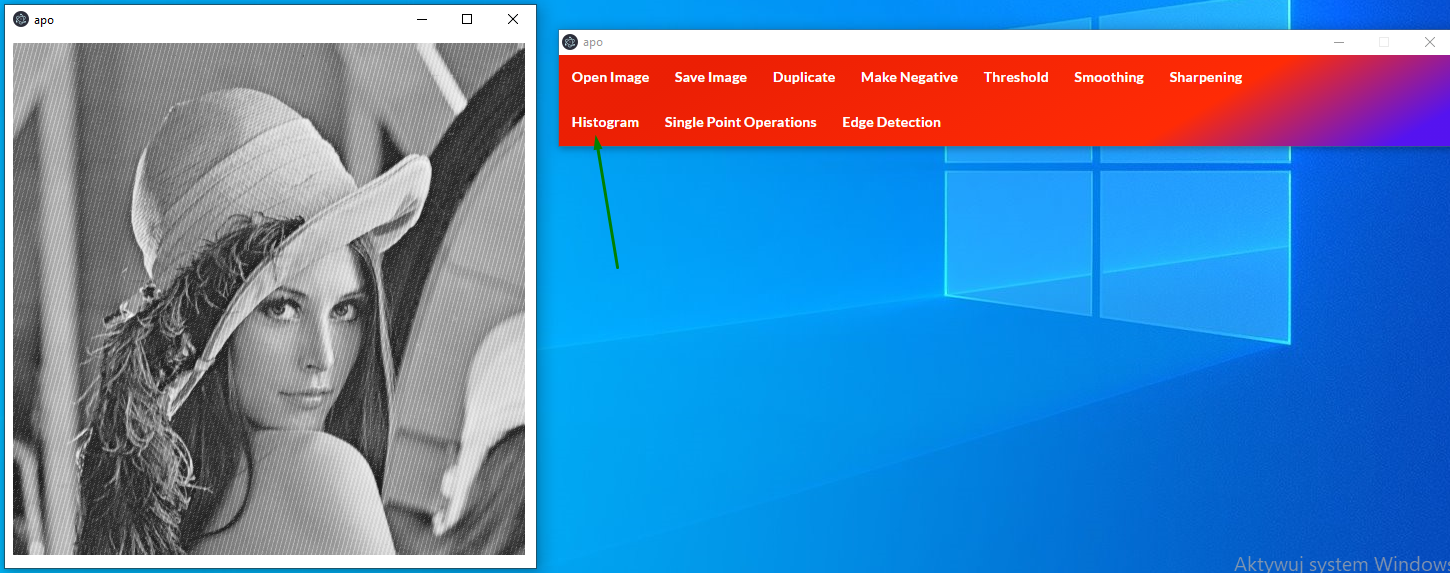 apo
apo
Open Image Save Image Duplicate Make Negative Threshold Smoothing Sharpening
Histogram Single Point Operations Edge Detection
Aktywuj system Window